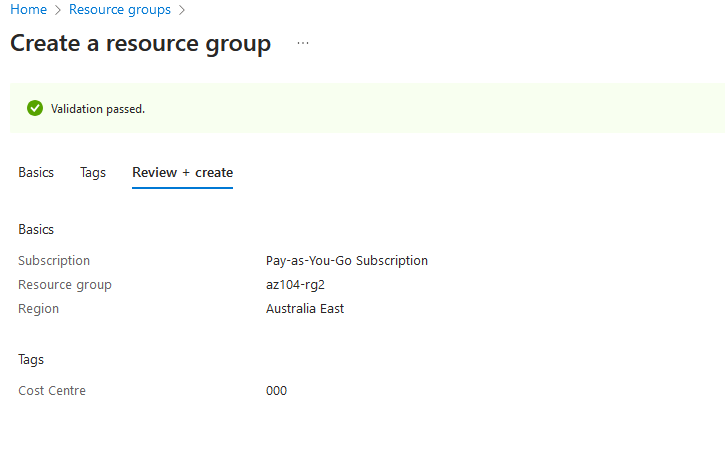 Home > Resource groups >
Create a resource group ...
Validation passed.
Basics Tags Review + create
Basics
Subscription Pay-as-You-Go Subscription
Resource group az104-rg2
Region Australia East
Tags
Cost Centre 000